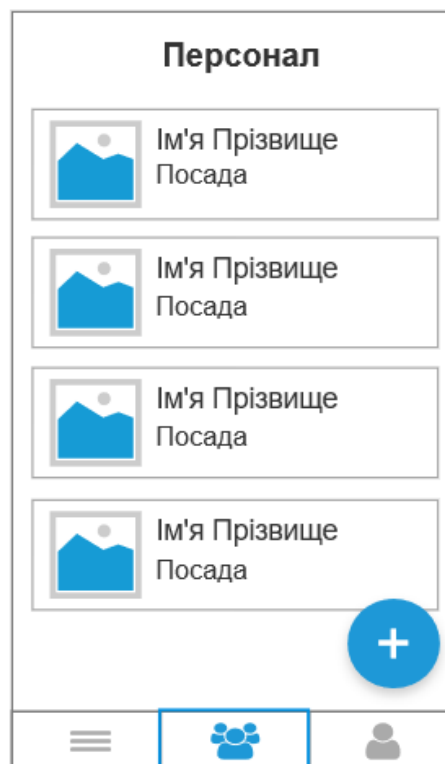 Персонал
Ім'я Прізвище
Посада
Ім'я Прізвище
Посада
Ім'я Прізвище
Посада
Ім'я Прізвище
Посада
+